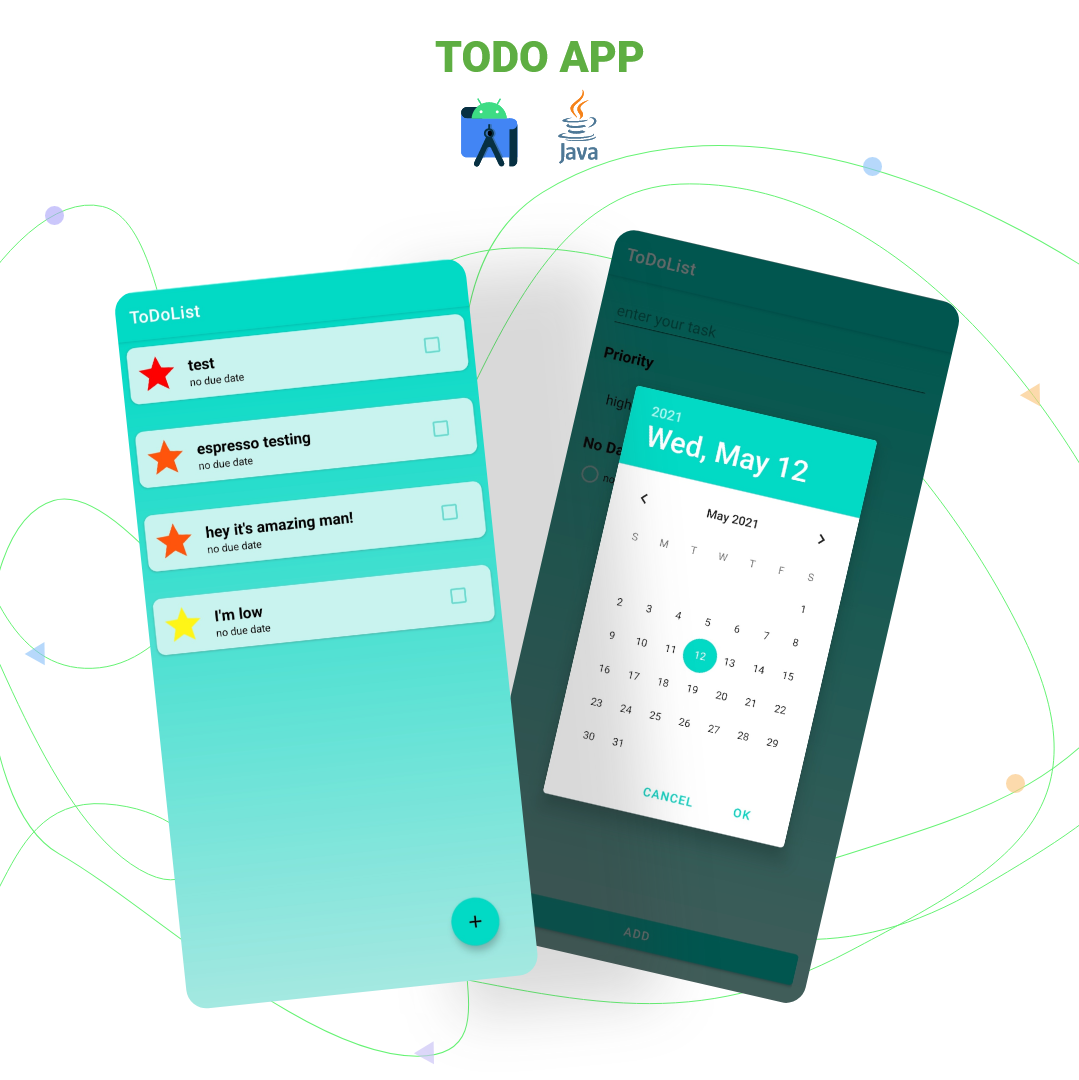 TODO APP
Java
ToDoList
test
no due date
espresso testing
no due date
hey it's amazing man!
no due date
I'm low
no due date
+
ToDoList
enter your task
Priority
high
No Da
no
2021
Wed, May 12
May 2021
S M T W T F S
1
2 3 4 5 6 7 8
9 10 11 12 13 14 15
16 17 18 19 20 21 22
23 24 25 26 27 28 29
30 31
CANCEL OK
ADD